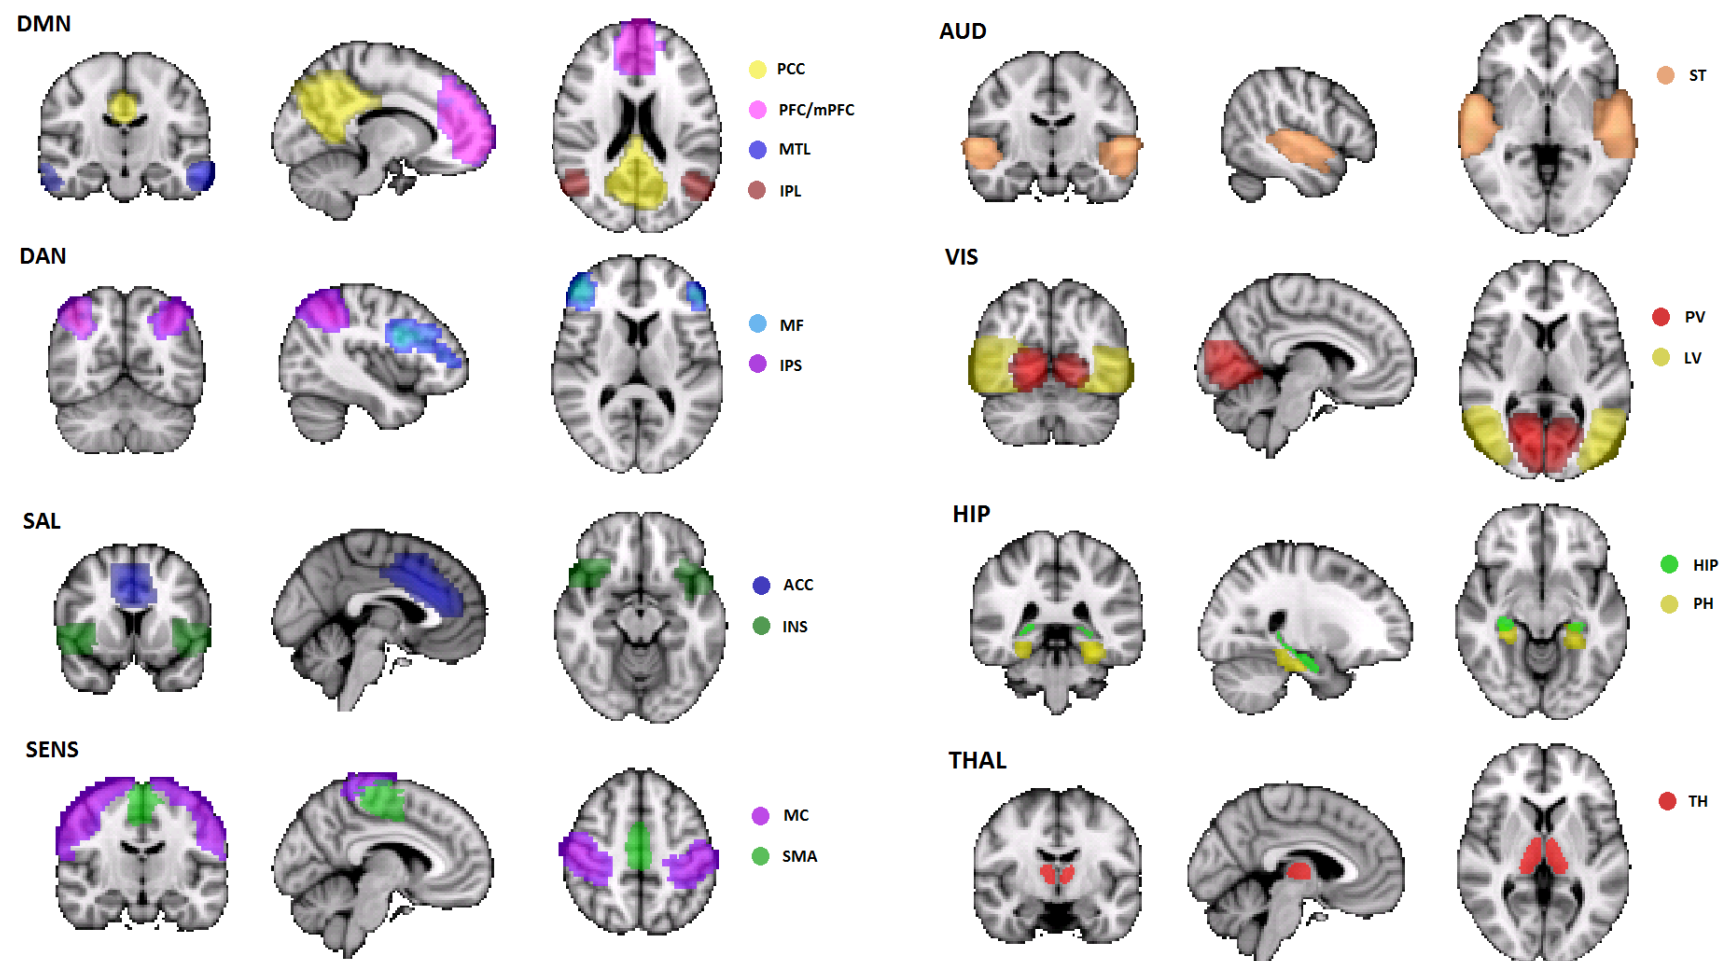 DMN
PCC
PFC/mPFC
MTL
IPL
AUD
ST
DAN
MF
IPS
VIS
PV
LV
SAL
ACC
INS
HIP
HIP
PH
SENS
MC
SMA
THAL
TH